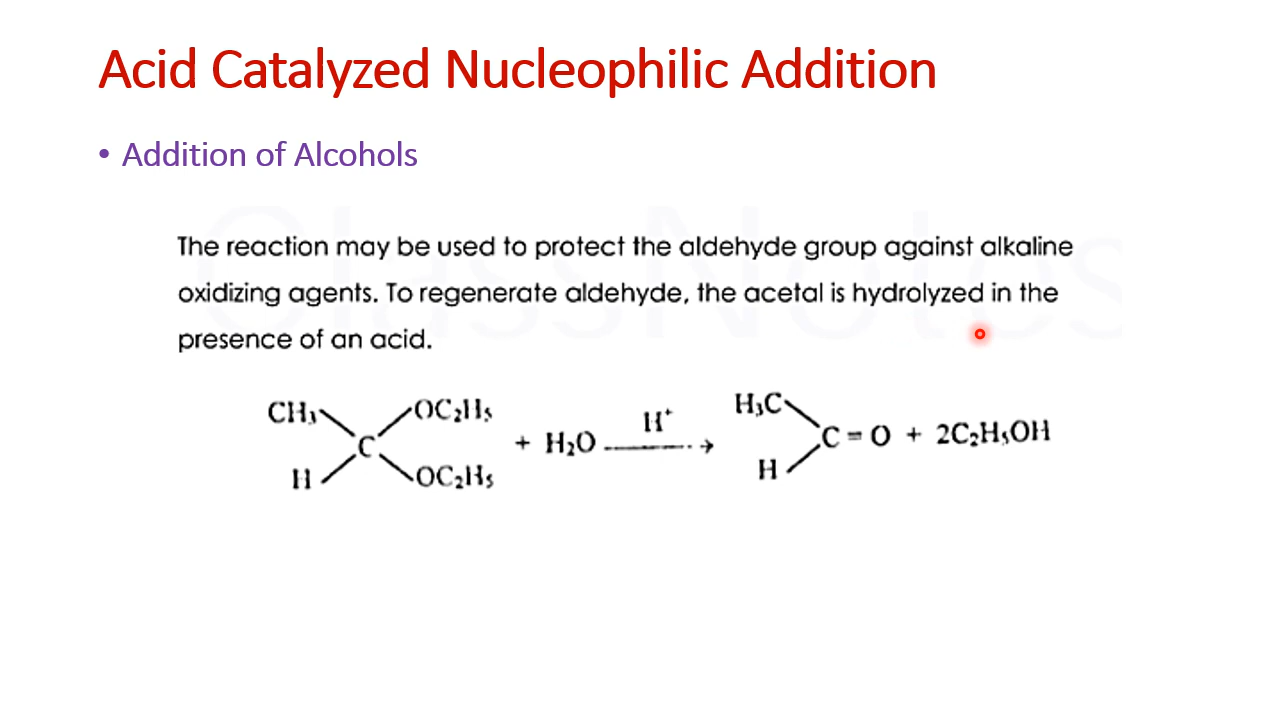 Acid Catalyzed Nucleophilic Addition
• Addition of Alcohols
ClassNotes
The reaction may be used to protect the aldehyde group against alkaline
oxidizing agents. To regenerate aldehyde, the acetal is hydrolyzed in the
presence of an acid.
CH₃ OC₂H₅ H⁺ H₃C
C + H₂O → C = O + 2C₂H₅OH
H OC₂H₅ H